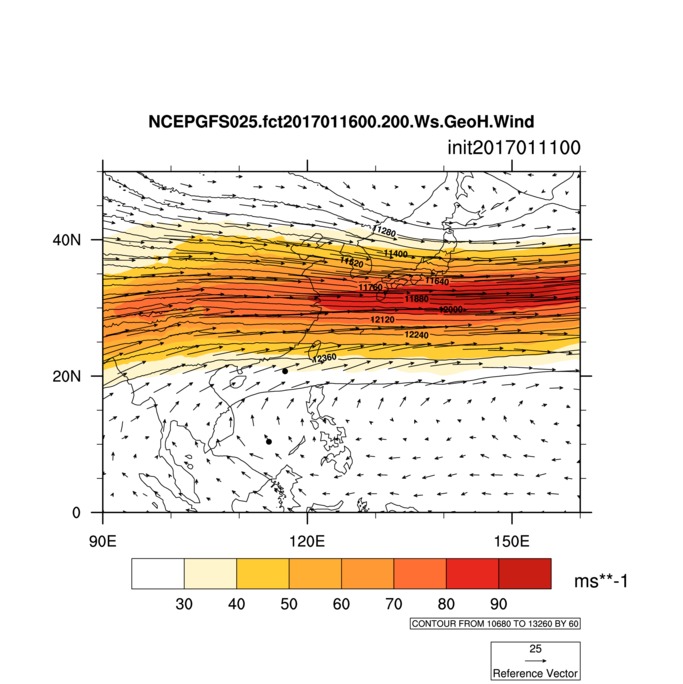 NCEPGFS025.fct2017011600.200.Ws.GeoH.Wind
init2017011100
11280
40N
11400
11520
11640
11760
11880
12000
12120
12240
12360
20N
0
90E 120E 150E
ms**-1
30 40 50 60 70 80 90
CONTOUR FROM 10680 TO 13260 BY 60
25
Reference Vector